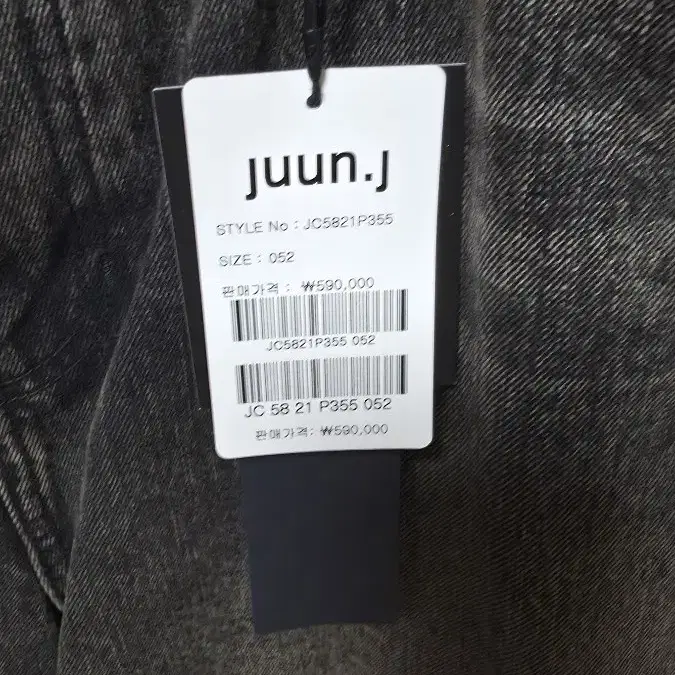 juun.j
STYLE No : JC5821P355
SIZE : 052
판매가격 : ₩590,000
JC5821P355 052
JC 58 21 P355 052
판매가격: ₩590,000